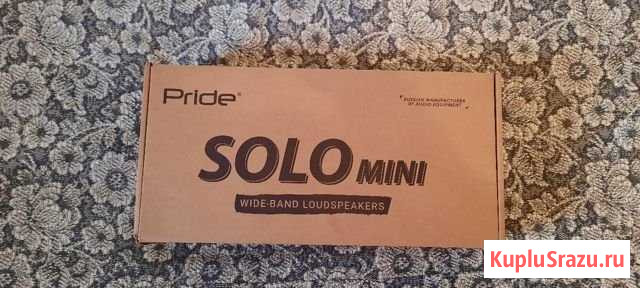 Pride®
RUSSIAN MANUFACTURER
OF AUDIO EQUIPMENT
SOLO MINI
WIDE-BAND LOUDSPEAKERS
KupluSrazu.ru